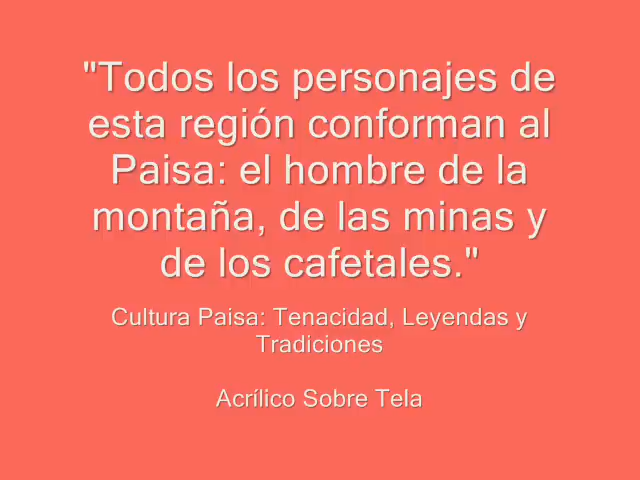 "Todos los personajes de
esta región conforman al
Paisa: el hombre de la
montaña, de las minas y
de los cafetales."
Cultura Paisa: Tenacidad, Leyendas y
Tradiciones
Acrílico Sobre Tela